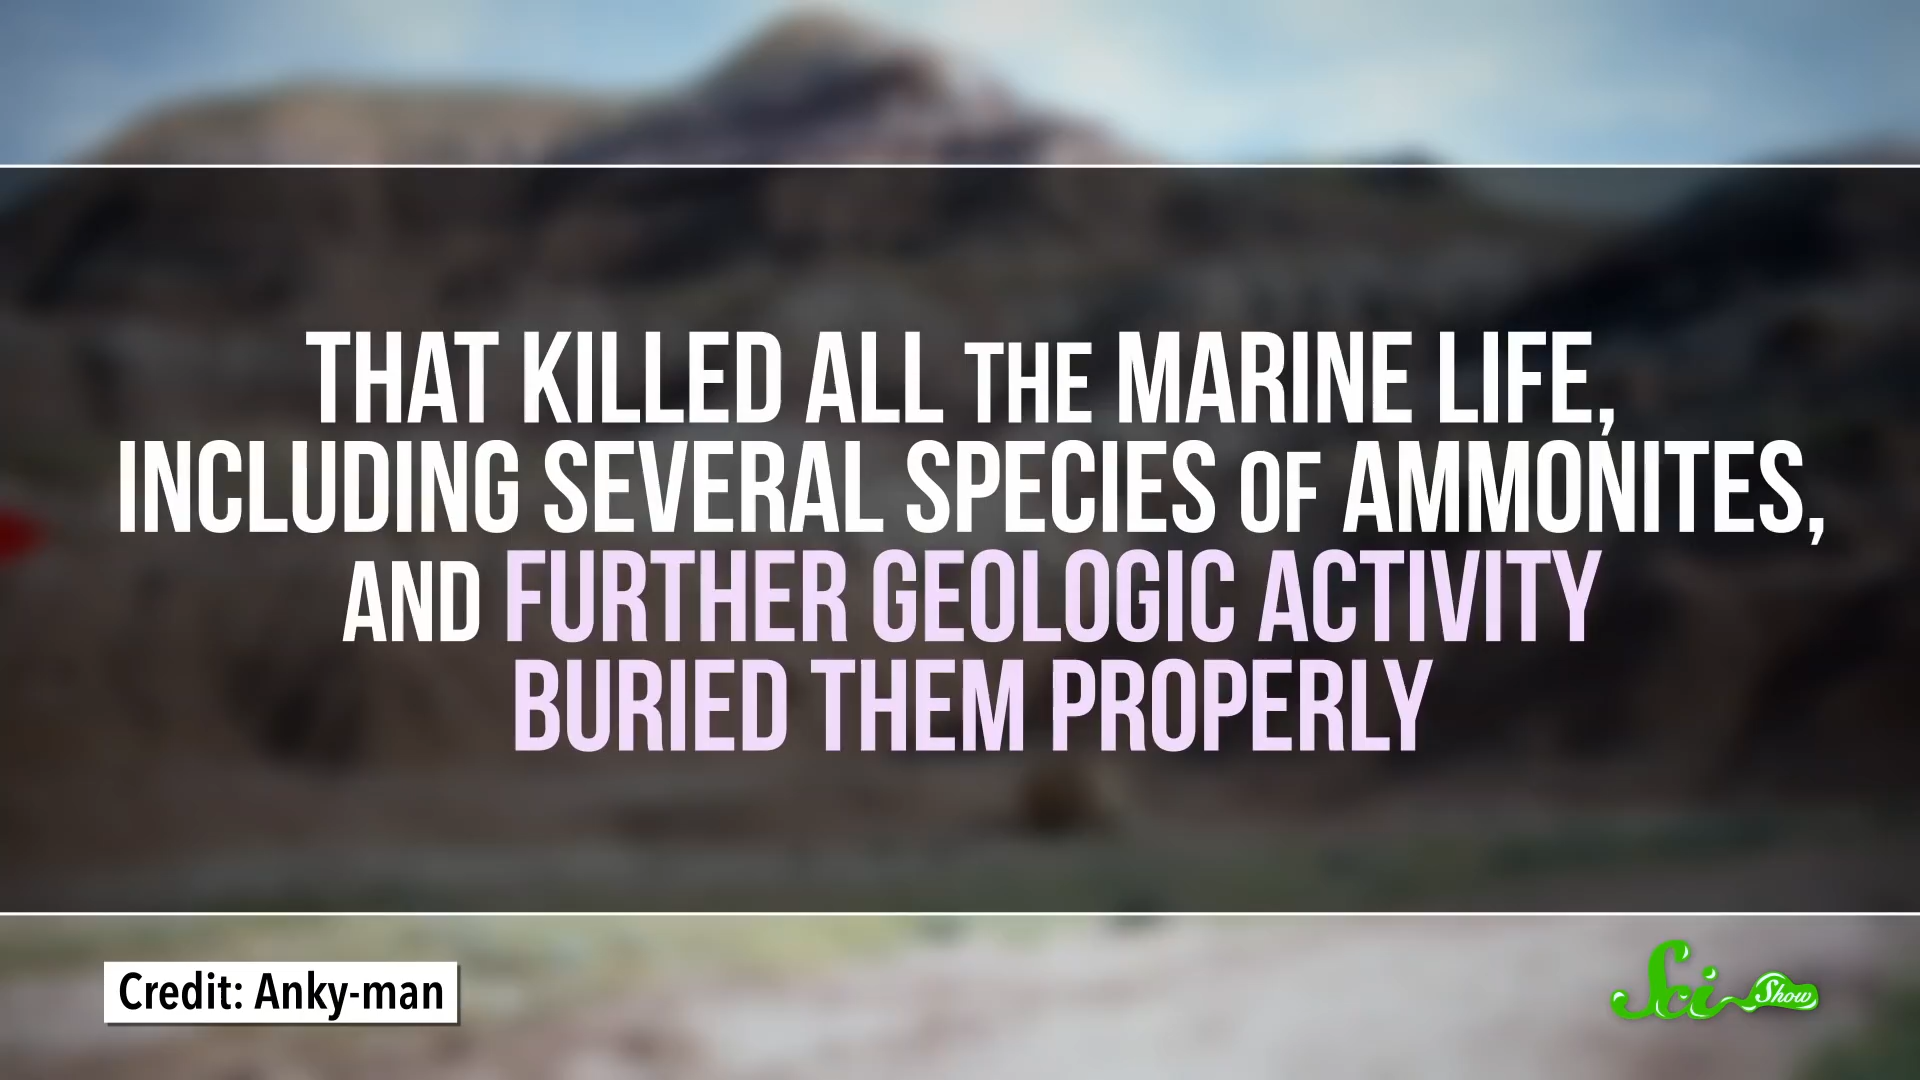 THAT KILLED ALL THE MARINE LIFE,
INCLUDING SEVERAL SPECIES OF AMMONITES,
AND FURTHER GEOLOGIC ACTIVITY
BURIED THEM PROPERLY
Credit: Anky-man
Sci Show